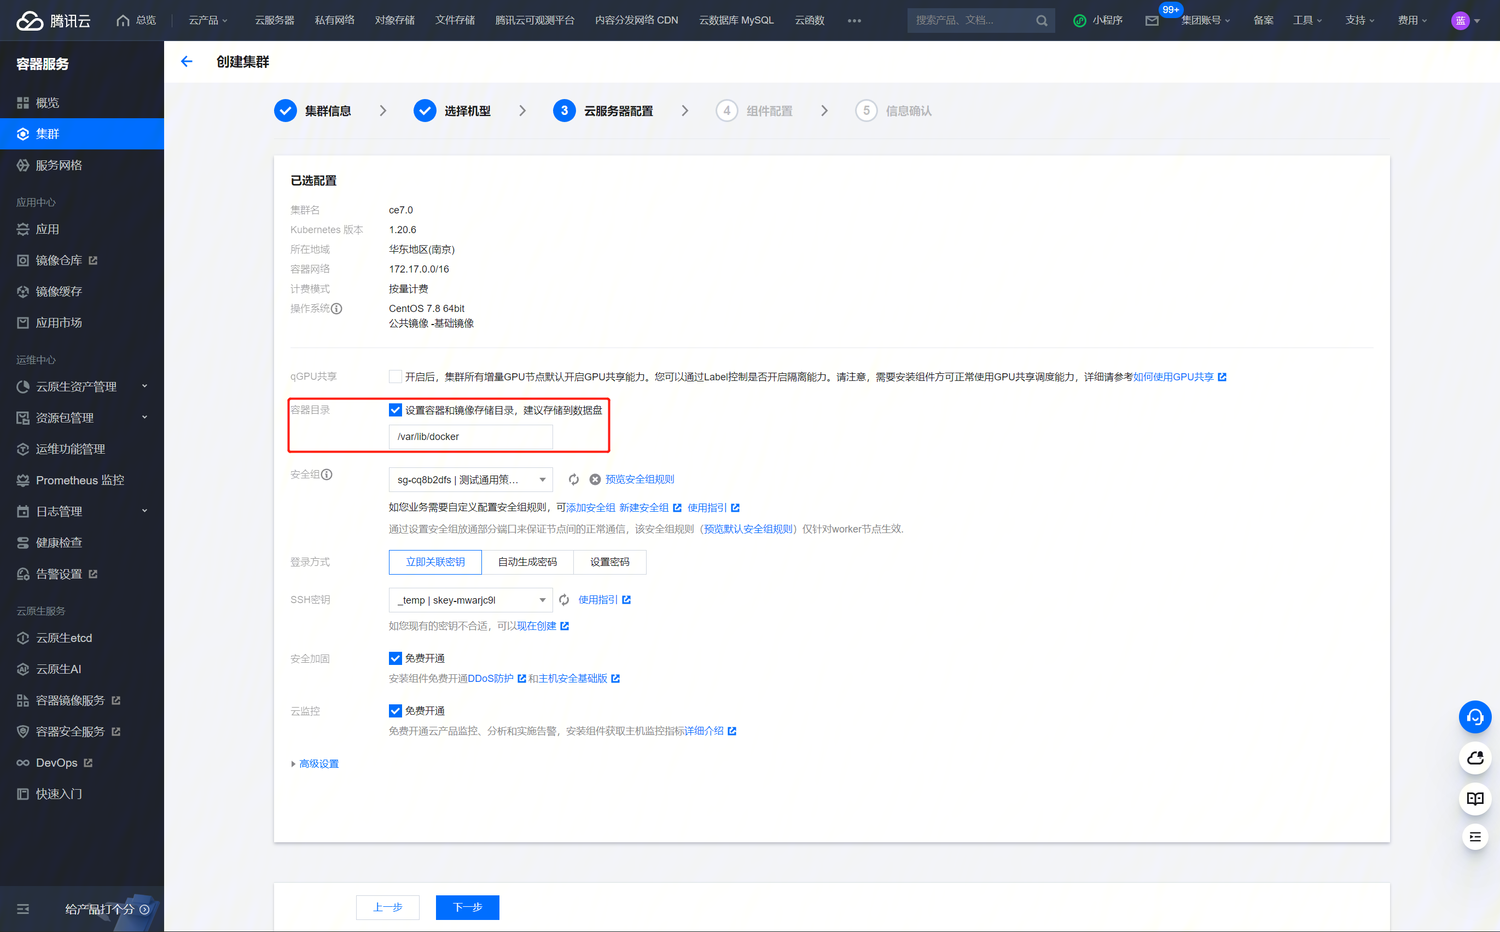 腾讯云 总览 云产品 云服务器 私有网络 对象存储 文件存储 腾讯云可观测平台 内容分发网络 CDN 云数据库 MySQL 云函数 ••• 搜索产品、文档... 小程序 99+ 集团账号 备案 工具 支持 费用 蓝
容器服务
概览
集群
服务网格
应用中心
应用
镜像仓库
镜像缓存
应用市场
运维中心
云原生资产管理
资源包管理
运维功能管理
Prometheus 监控
日志管理
健康检查
告警设置
云原生服务
云原生etcd
云原生AI
容器镜像服务
容器安全服务
DevOps
快速入门
给产品打个分
创建集群
集群信息 选择机型 3 云服务器配置 4 组件配置 5 信息确认
已选配置
集群名 ce7.0
Kubernetes 版本 1.20.6
所在地域 华东地区(南京)
容器网络 172.17.0.0/16
计费模式 按量计费
操作系统 CentOS 7.8 64bit
公共镜像 -基础镜像
qGPU共享 开启后，集群所有增量GPU节点默认开启GPU共享能力。您可以通过Label控制是否开启隔离能力。请注意，需要安装组件方可正常使用GPU共享调度能力，详细请参考如何使用GPU共享
容器目录 设置容器和镜像存储目录，建议存储到数据盘
/var/lib/docker
安全组 sg-cq8b2dfs | 测试通用策... 预览安全组规则
如您业务需要自定义配置安全组规则，可添加安全组 新建安全组 使用指引
通过设置安全组放通部分端口来保证节点间的正常通信，该安全组规则（预览默认安全组规则）仅针对worker节点生效.
登录方式 立即关联密钥 自动生成密码 设置密码
SSH密钥 _temp | skey-mwarjc9l 使用指引
如您现有的密钥不合适，可以现在创建
安全加固 免费开通
安装组件免费开通DDoS防护 和主机安全基础版
云监控 免费开通
免费开通云产品监控、分析和实施告警，安装组件获取主机监控指标详细介绍
高级设置
上一步 下一步